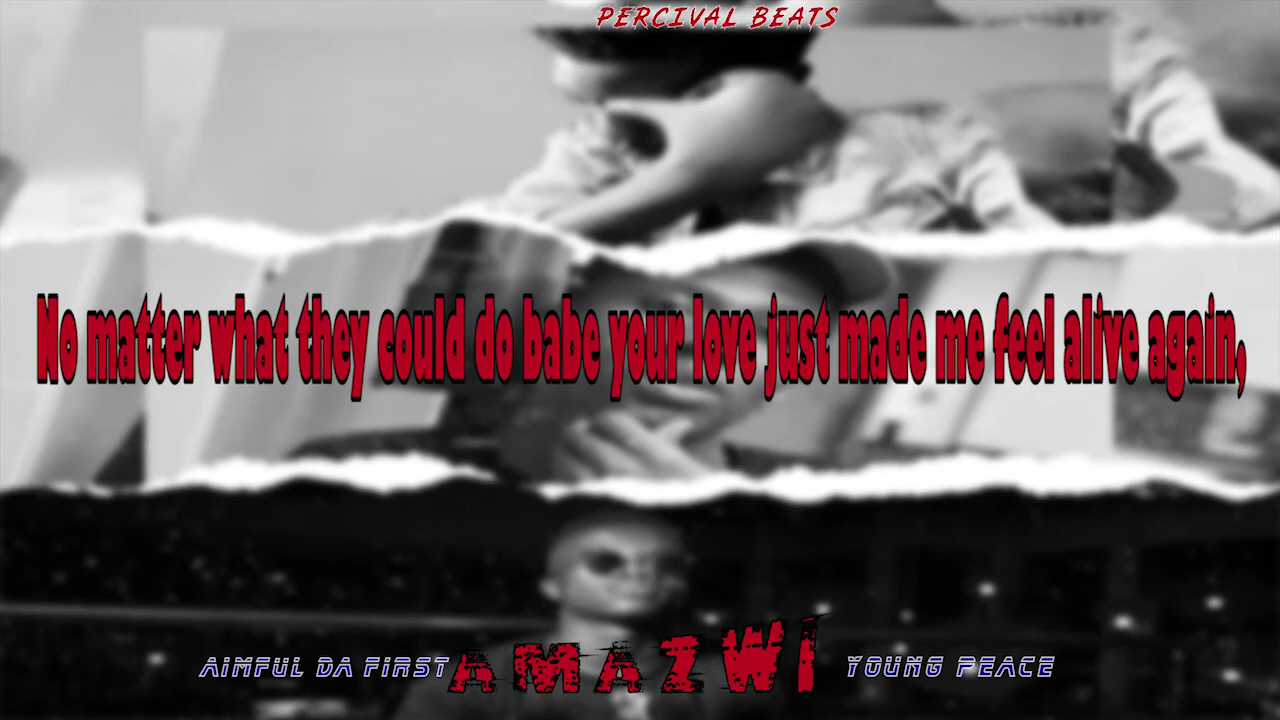 PERCIVAL BEATS
No matter what they could do babe your love just made me feel alive again,
AIMFUL DA FIRST AMAZWI YOUNG PEACE